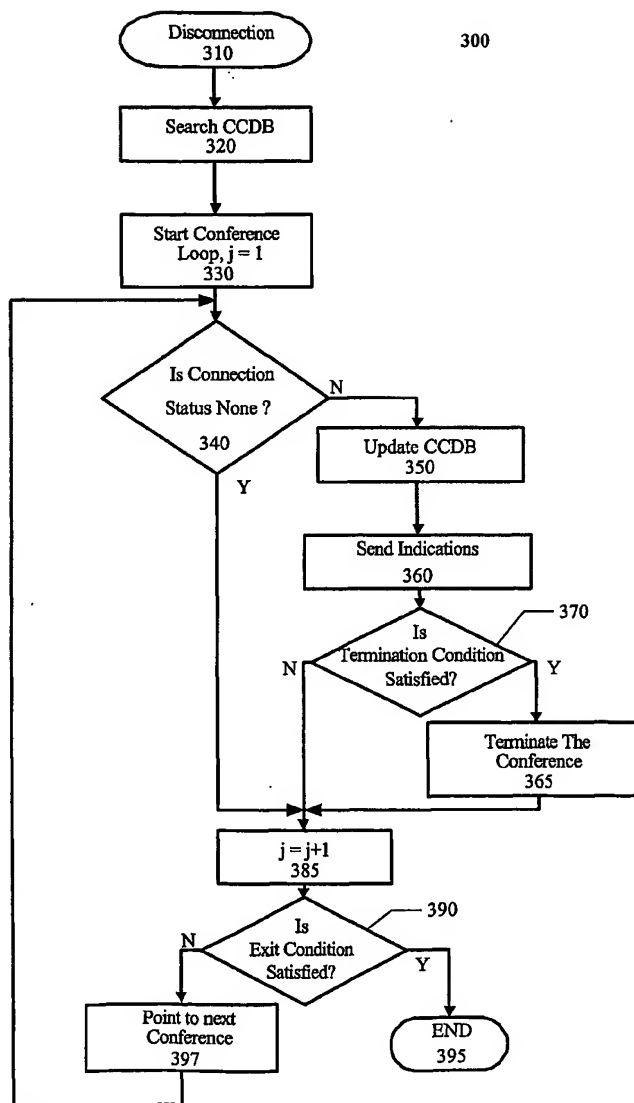 Disconnection
310
300
Search CCDB
320
Start Conference
Loop, j = 1
330
Is Connection
Status None ?
340
N
Y
Update CCDB
350
Send Indications
360
370
Is
Termination Condition
Satisfied?
N
Y
Terminate The
Conference
365
j = j+1
385
390
Is
Exit Condition
Satisfied?
N
Y
Point to next
Conference
397
END
395